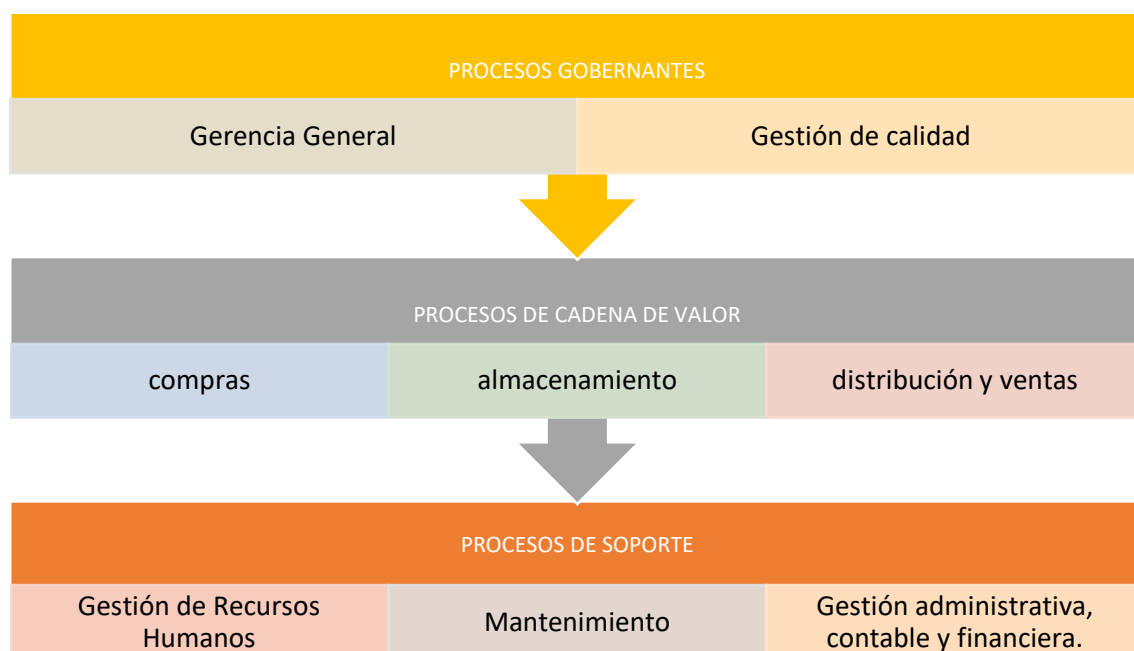 PROCESOS GOBERNANTES
Gerencia General
Gestión de calidad
PROCESOS DE CADENA DE VALOR
compras
almacenamiento
distribución y ventas
PROCESOS DE SOPORTE
Gestión de Recursos
Humanos
Mantenimiento
Gestión administrativa,
contable y financiera.